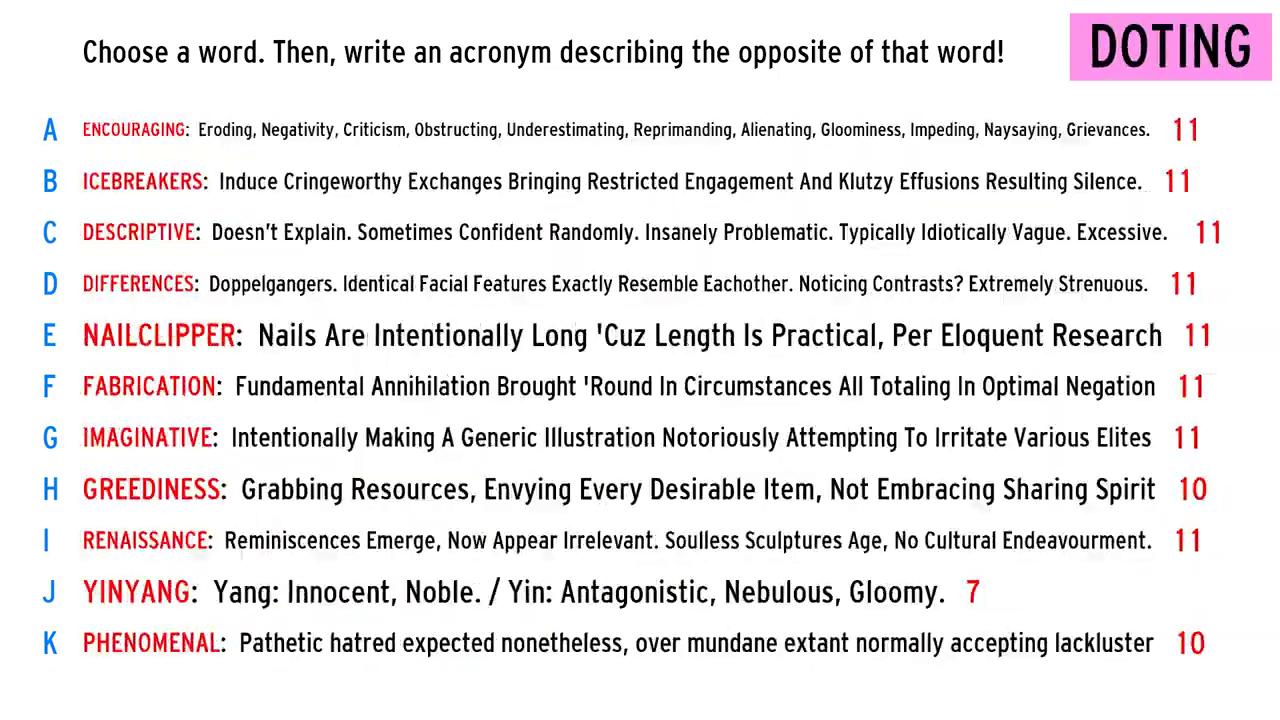 Choose a word. Then, write an acronym describing the opposite of that word!
DOTING
A ENCOURAGING: Eroding, Negativity, Criticism, Obstructing, Underestimating, Reprimanding, Alienating, Gloominess, Impeding, Naysaying, Grievances. 11
B ICEBREAKERS: Induce Cringeworthy Exchanges Bringing Restricted Engagement And Klutzy Effusions Resulting Silence. 11
C DESCRIPTIVE: Doesn't Explain. Sometimes Confident Randomly. Insanely Problematic. Typically Idiotically Vague. Excessive. 11
D DIFFERENCES: Doppelgangers. Identical Facial Features Exactly Resemble Eachother. Noticing Contrasts? Extremely Strenuous. 11
E NAILCLIPPER: Nails Are Intentionally Long 'Cuz Length Is Practical, Per Eloquent Research 11
F FABRICATION: Fundamental Annihilation Brought 'Round In Circumstances All Totaling In Optimal Negation 11
G IMAGINATIVE: Intentionally Making A Generic Illustration Notoriously Attempting To Irritate Various Elites 11
H GREEDINESS: Grabbing Resources, Envying Every Desirable Item, Not Embracing Sharing Spirit 10
I RENAISSANCE: Reminiscences Emerge, Now Appear Irrelevant. Soulless Sculptures Age, No Cultural Endeavourment. 11
J YINYANG: Yang: Innocent, Noble. / Yin: Antagonistic, Nebulous, Gloomy. 7
K PHENOMENAL: Pathetic hatred expected nonetheless, over mundane extant normally accepting lackluster 10